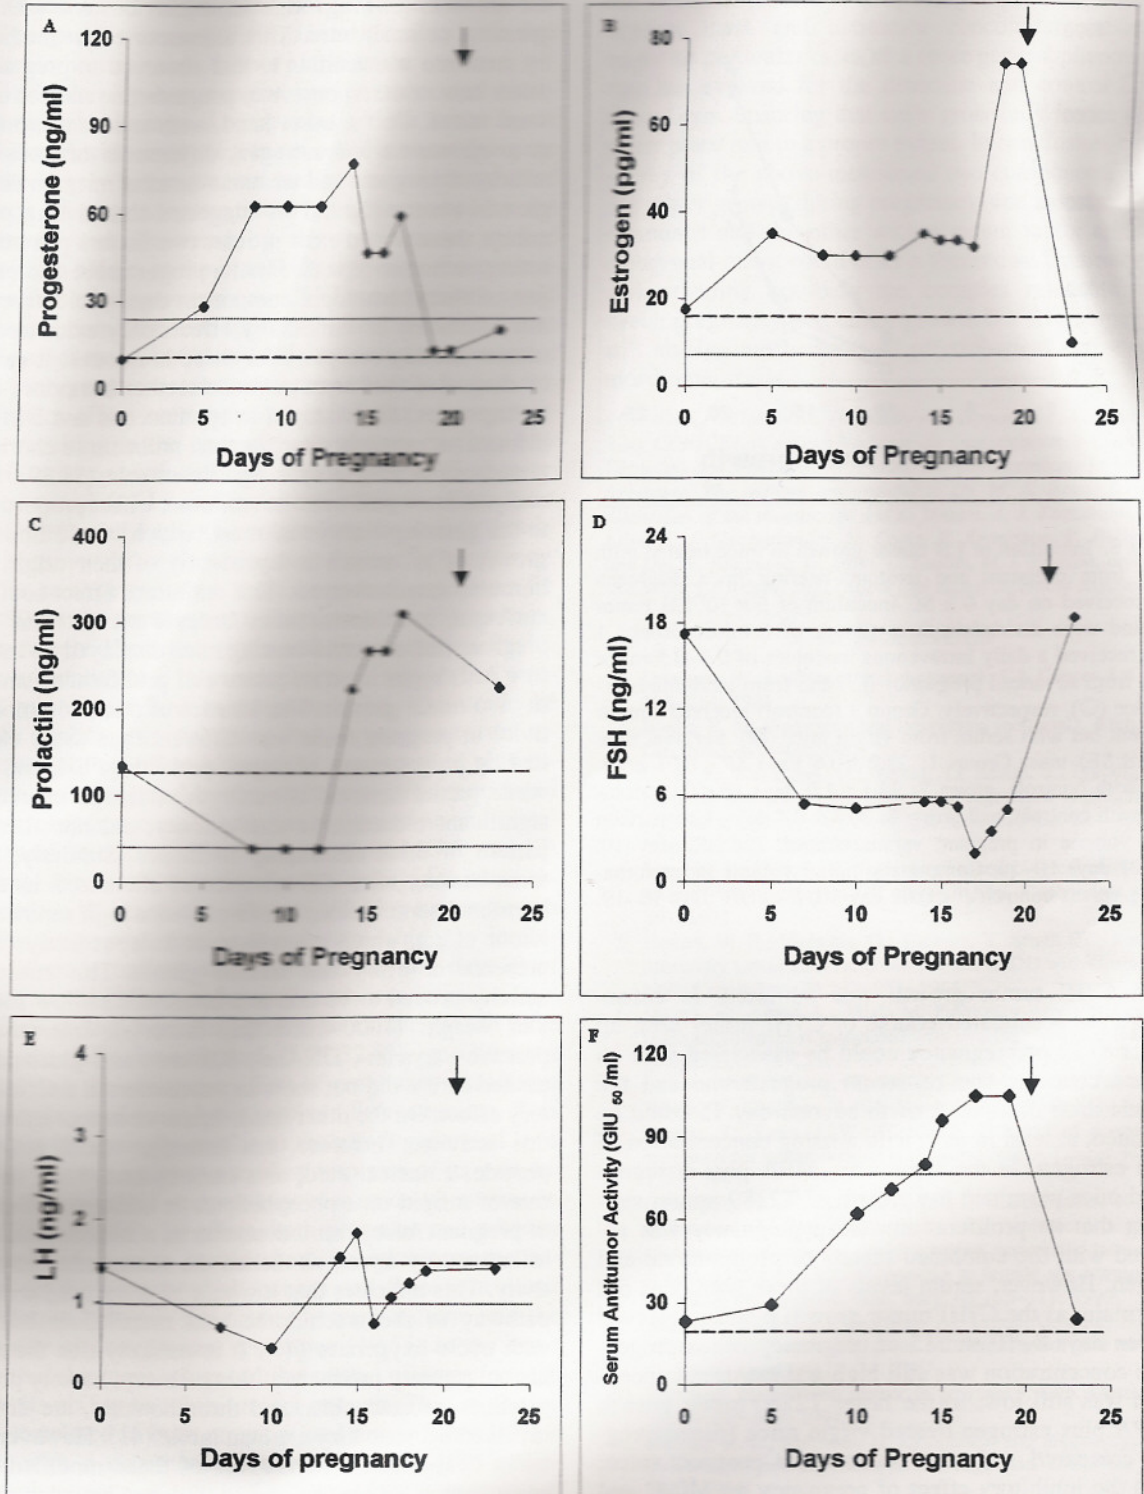 A
Progesterone (ng/ml)
120
90
60
30
0
0 5 10 15 20 25
Days of Pregnancy
B
Estrogen (pg/ml)
80
60
40
20
0
0 5 10 15 20 25
Days of Pregnancy
C
Prolactin (ng/ml)
400
300
200
100
0
0 5 10 15 20 25
Days of Pregnancy
D
FSH (ng/ml)
24
18
12
6
0
0 5 10 15 20 25
Days of Pregnancy
E
LH (ng/ml)
4
3
2
1
0
0 5 10 15 20 25
Days of pregnancy
F
Serum Antitumor Activity (GIU 50 /ml)
120
90
60
30
0
0 5 10 15 20 25
Days of Pregnancy